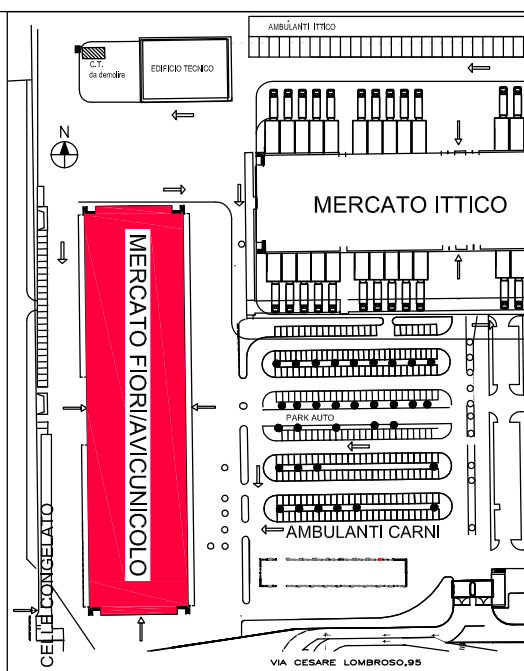 AMBULANTI ITTICO
C.T.
da demolire
EDIFICIO TECNICO
N
MERCATO ITTICO
MERCATO FIORI/AVICUNICOLO
PARK AUTO
AMBULANTI CARNI
CELLE CONGELATO
VIA CESARE LOMBROSO,95